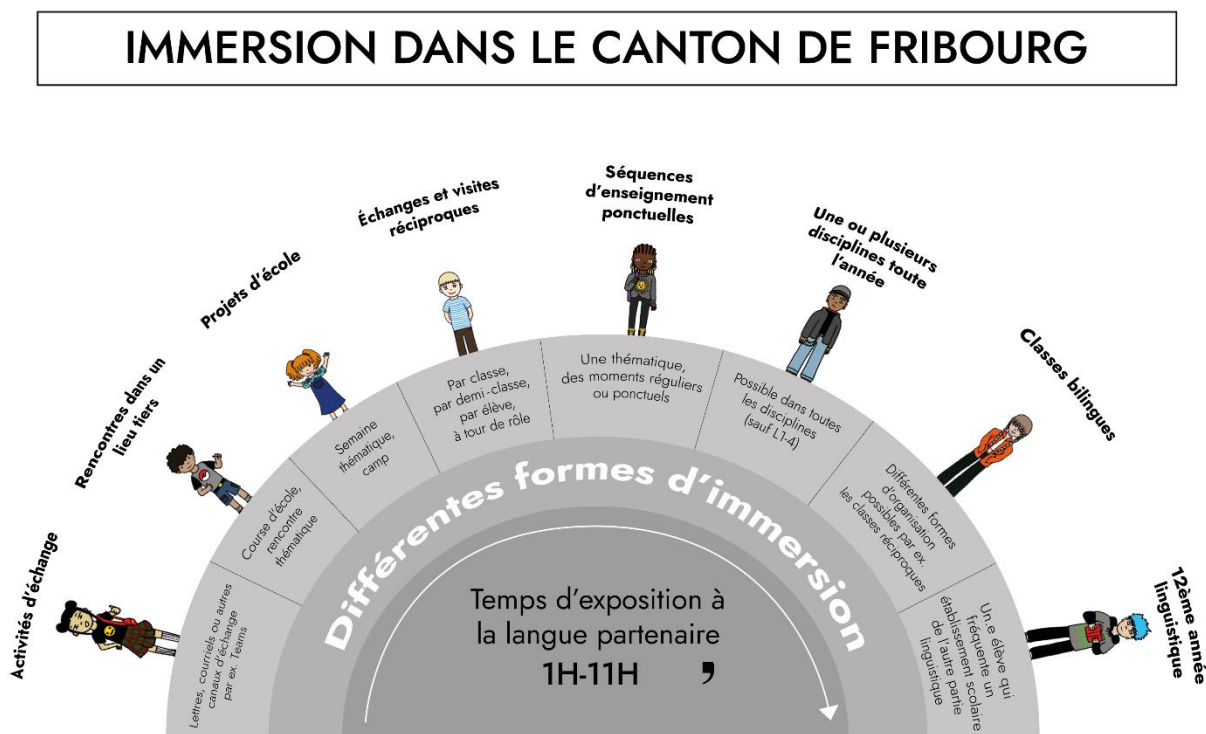 IMMERSION DANS LE CANTON DE FRIBOURG
Activités d'échange
Lettres, courriels ou autres
canaux d'échange
par ex. Teams
Rencontres dans un
lieu tiers
Course d'école,
rencontre
thématique
Projets d'école
Semaine
thématique,
camp
Échanges et visites
réciproques
Par classe,
par demi-classe,
par élève,
à tour de rôle
Séquences
d'enseignement
ponctuelles
Une thématique,
des moments réguliers
ou ponctuels
Une ou plusieurs
disciplines toute
l'année
Possible dans toutes
les disciplines
(sauf L1-4)
Classes bilingues
Différentes formes
d'organisation
possibles par ex.
les classes réciproques
12ème année
linguistique
Un.e élève qui
fréquente un
établissement scolaire
de l'autre partie
linguistique
Différentes formes d'immersion
Temps d'exposition à
la langue partenaire
1H-11H ,